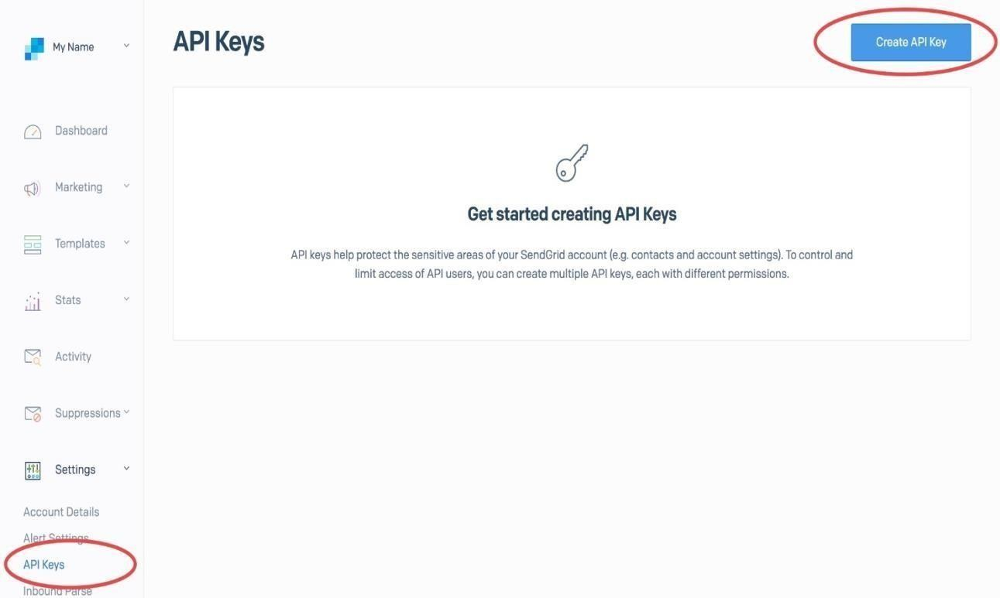 My Name
API Keys
Create API Key
Dashboard
Marketing
Templates
Stats
Activity
Suppressions
Settings
Account Details
Alert Settings
API Keys
Inbound Parse
Get started creating API Keys
API keys help protect the sensitive areas of your SendGrid account (e.g. contacts and account settings). To control and
limit access of API users, you can create multiple API keys, each with different permissions.